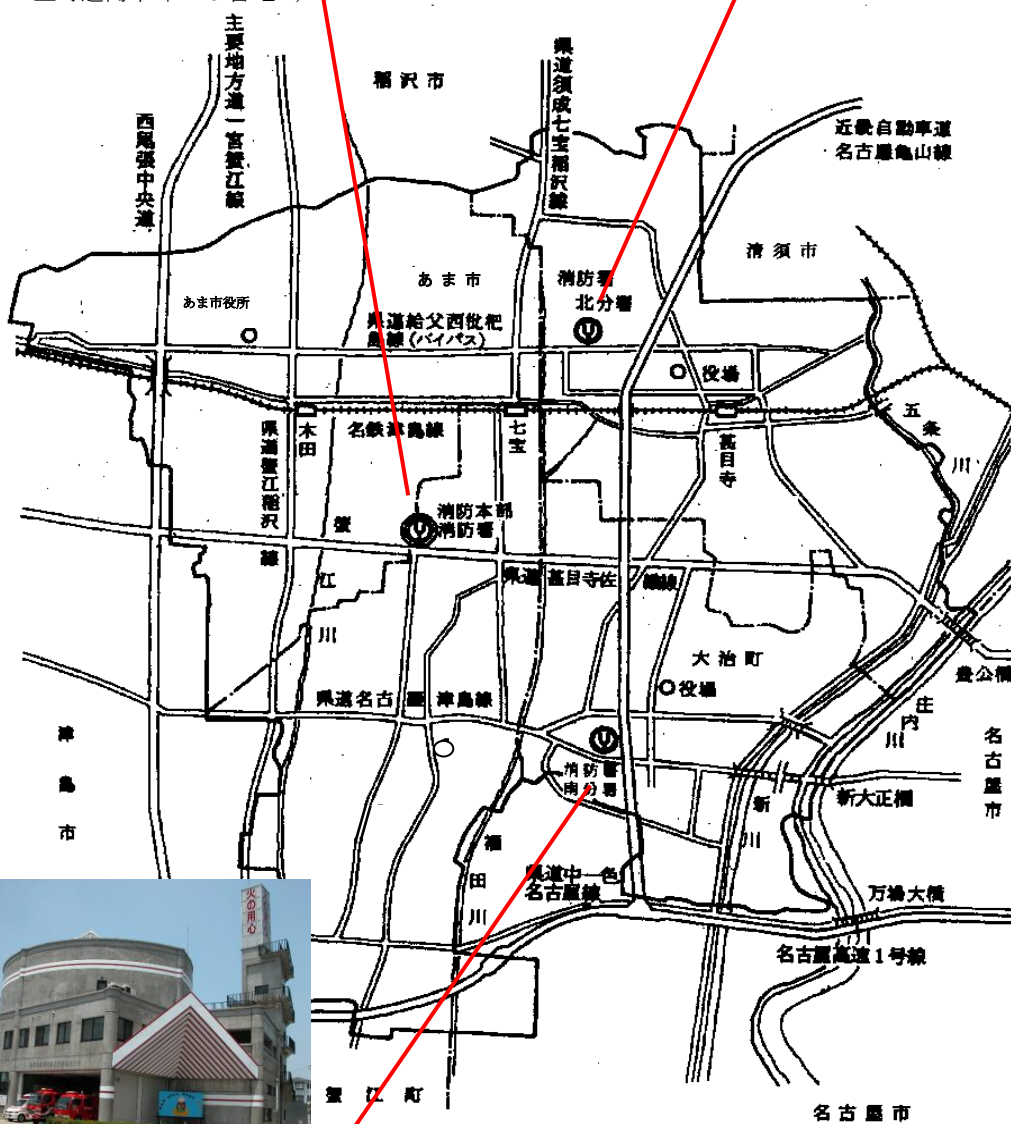 主要地方道一宮蟹江線
西尾張中央道
稲沢市
県道須成七宝稲沢線
近畿自動車道
名古屋亀山線
清須市
あま市
あま市役所
消防署
北分署
県道給父西枇杷
島線(バイパス)
役場
木田
名鉄津島線
七宝
甚目寺
五条川
県道蟹江稲沢線
消防本部
消防署
蟹江川
県道甚目寺佐
線
大治町
役場
豊公橋
県道名古屋津島線
庄内川
津島市
名古屋市
消防署
南分署
新大正橋
新川
福田川
県道中一色
名古屋線
万場大橋
名古屋高速1号線
火の用心
蟹江町
名古屋市